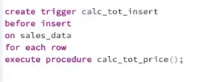 create trigger calc_tot_insert
before insert
on sales_data
for each row
execute procedure calc_tot_price();